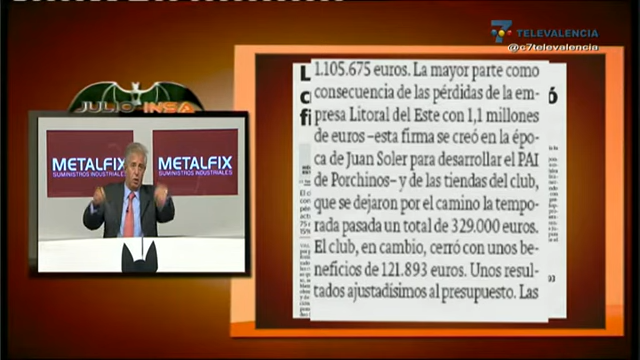 7 TELEVALENCIA
@c7televalencia
JULIO INSA
METALFIX
SUMINISTROS INDUSTRIALES
METALFIX
SUMINISTROS INDUSTRIALES
1.105.675 euros. La mayor parte como
consecuencia de las pérdidas de la em-
presa Litoral del Este con 1,1 millones
de euros –esta firma se creó en la épo-
ca de Juan Soler para desarrollar el PAI
de Porchinos– y de las tiendas del club,
que se dejaron por el camino la tempo-
rada pasada un total de 329.000 euros.
El club, en cambio, cerró con unos be-
neficios de 121.893 euros. Unos resul-
tados ajustadísimos al presupuesto. Las